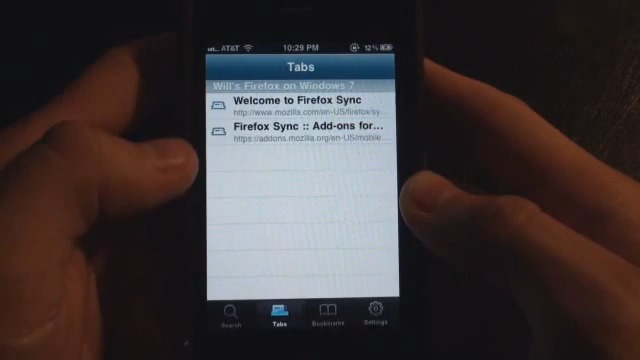 AT&T 10:29 PM 12%
Tabs
Will's Firefox on Windows 7
Welcome to Firefox Sync
http://www.mozilla.com/en-US/firefox/sy...
Firefox Sync :: Add-ons for...
https://addons.mozilla.org/en-US/mobile...
Search Tabs Bookmarks Settings